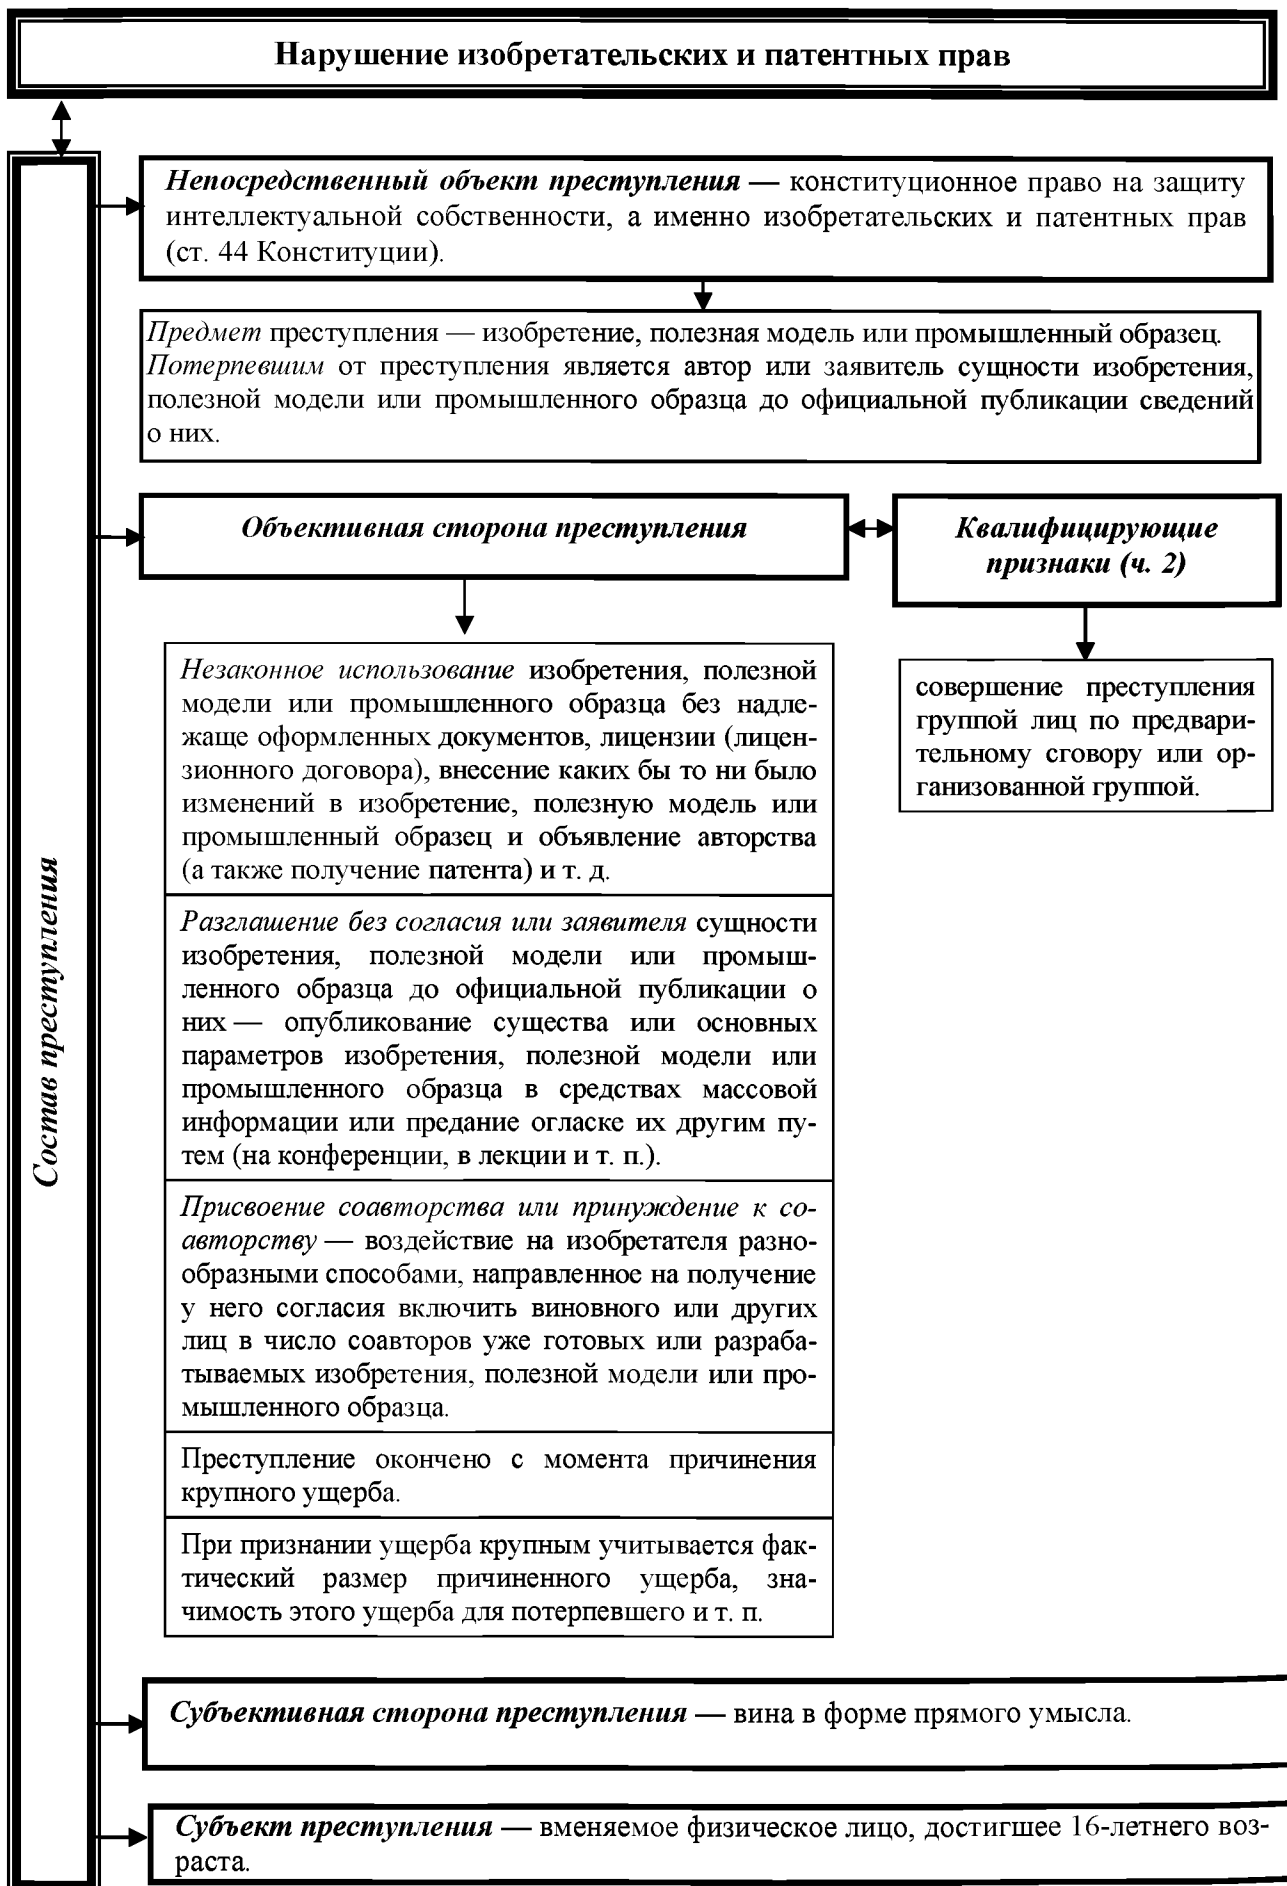 Нарушение изобретательских и патентных прав
Состав преступления
Непосредственный объект преступления — конституционное право на защиту
интеллектуальной собственности, а именно изобретательских и патентных прав
(ст. 44 Конституции).
Предмет преступления — изобретение, полезная модель или промышленный образец.
Потерпевшим от преступления является автор или заявитель сущности изобретения,
полезной модели или промышленного образца до официальной публикации сведений
о них.
Объективная сторона преступления
Квалифицирующие
признаки (ч. 2)
Незаконное использование изобретения, полезной
модели или промышленного образца без надле-
жаще оформленных документов, лицензии (лицен-
зионного договора), внесение каких бы то ни было
изменений в изобретение, полезную модель или
промышленный образец и объявление авторства
(а также получение патента) и т. д.
совершение преступления
группой лиц по предвари-
тельному сговору или ор-
ганизованной группой.
Разглашение без согласия или заявителя сущности
изобретения, полезной модели или промыш-
ленного образца до официальной публикации о
них — опубликование существа или основных
параметров изобретения, полезной модели или
промышленного образца в средствах массовой
информации или предание огласке их другим пу-
тем (на конференции, в лекции и т. п.).
Присвоение соавторства или принуждение к со-
авторству — воздействие на изобретателя разно-
образными способами, направленное на получение
у него согласия включить виновного или других
лиц в число соавторов уже готовых или разраба-
тываемых изобретения, полезной модели или про-
мышленного образца.
Преступление окончено с момента причинения
крупного ущерба.
При признании ущерба крупным учитывается фак-
тический размер причиненного ущерба, зна-
чимость этого ущерба для потерпевшего и т. п.
Субъективная сторона преступления — вина в форме прямого умысла.
Субъект преступления — вменяемое физическое лицо, достигшее 16-летнего воз-
раста.